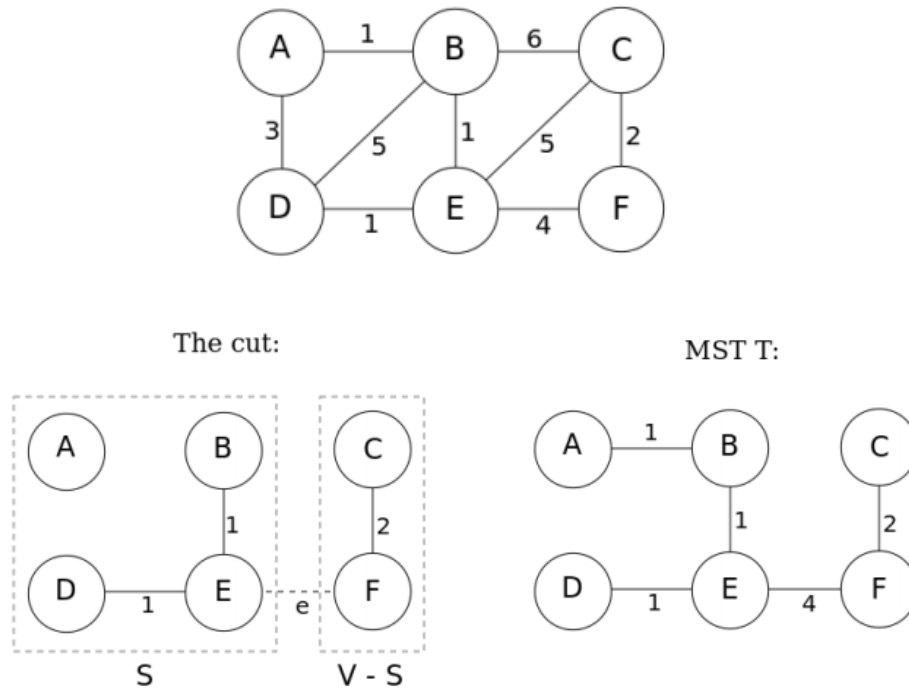 A 1 B 6 C
3 5 1 5 2
D 1 E 4 F
The cut:
MST T:
A B C
1 2
D 1 E e F
S V - S
A 1 B C
1 2
D 1 E 4 F